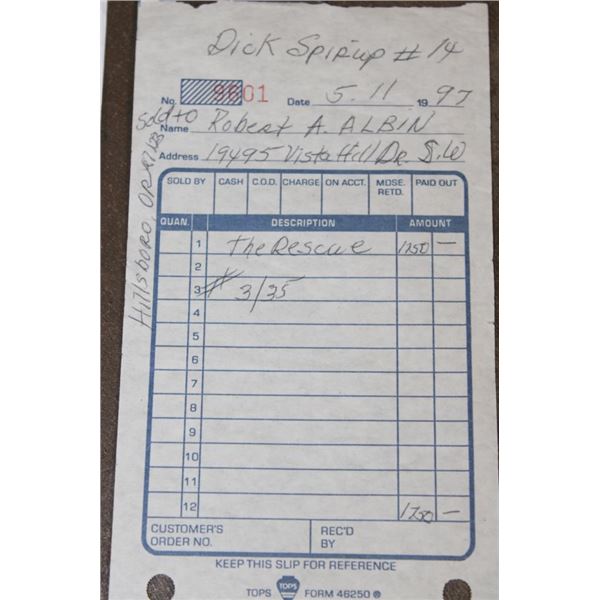 Dick Spirup # 14
No. 9601 Date 5.11 1997
Sold to
Name Robert A. ALBIN
Address 19495 Vista Hill Dr. S.W
Hillsboro, OR 97123
SOLD BY CASH C.O.D. CHARGE ON ACCT. MDSE. RETD. PAID OUT
QUAN. DESCRIPTION AMOUNT
1 The Rescue 1250 —
2
3 # 3/35
4
5
6
7
8
9
10
11
12 1250 —
CUSTOMER'S ORDER NO. REC'D BY
KEEP THIS SLIP FOR REFERENCE
TOPS TOPS FORM 46250 ®